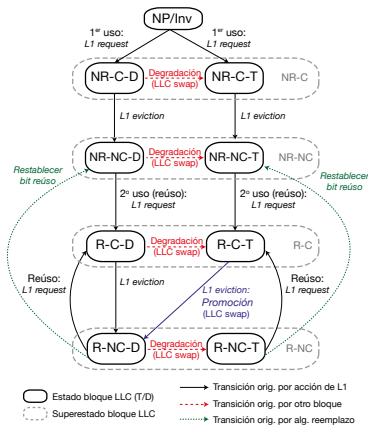 NP/Inv
1er uso:
L1 request
1er uso:
L1 request
NR-C-D
Degradación
(LLC swap)
NR-C-T
NR-C
L1 eviction
L1 eviction
NR-NC-D
Degradación
(LLC swap)
NR-NC-T
NR-NC
Restablecer
bit reúso
Restablecer
bit reúso
2o uso (reúso):
L1 request
2o uso (reúso):
L1 request
R-C-D
Degradación
(LLC swap)
R-C-T
R-C
Reúso:
L1 request
L1 eviction
L1 eviction:
Promoción
(LLC swap)
Reúso:
L1 request
R-NC-D
Degradación
(LLC swap)
R-NC-T
R-NC
Estado bloque LLC (T/D)
Superestado bloque LLC
Transición orig. por acción de L1
Transición orig. por otro bloque
Transición orig. por alg. reemplazo